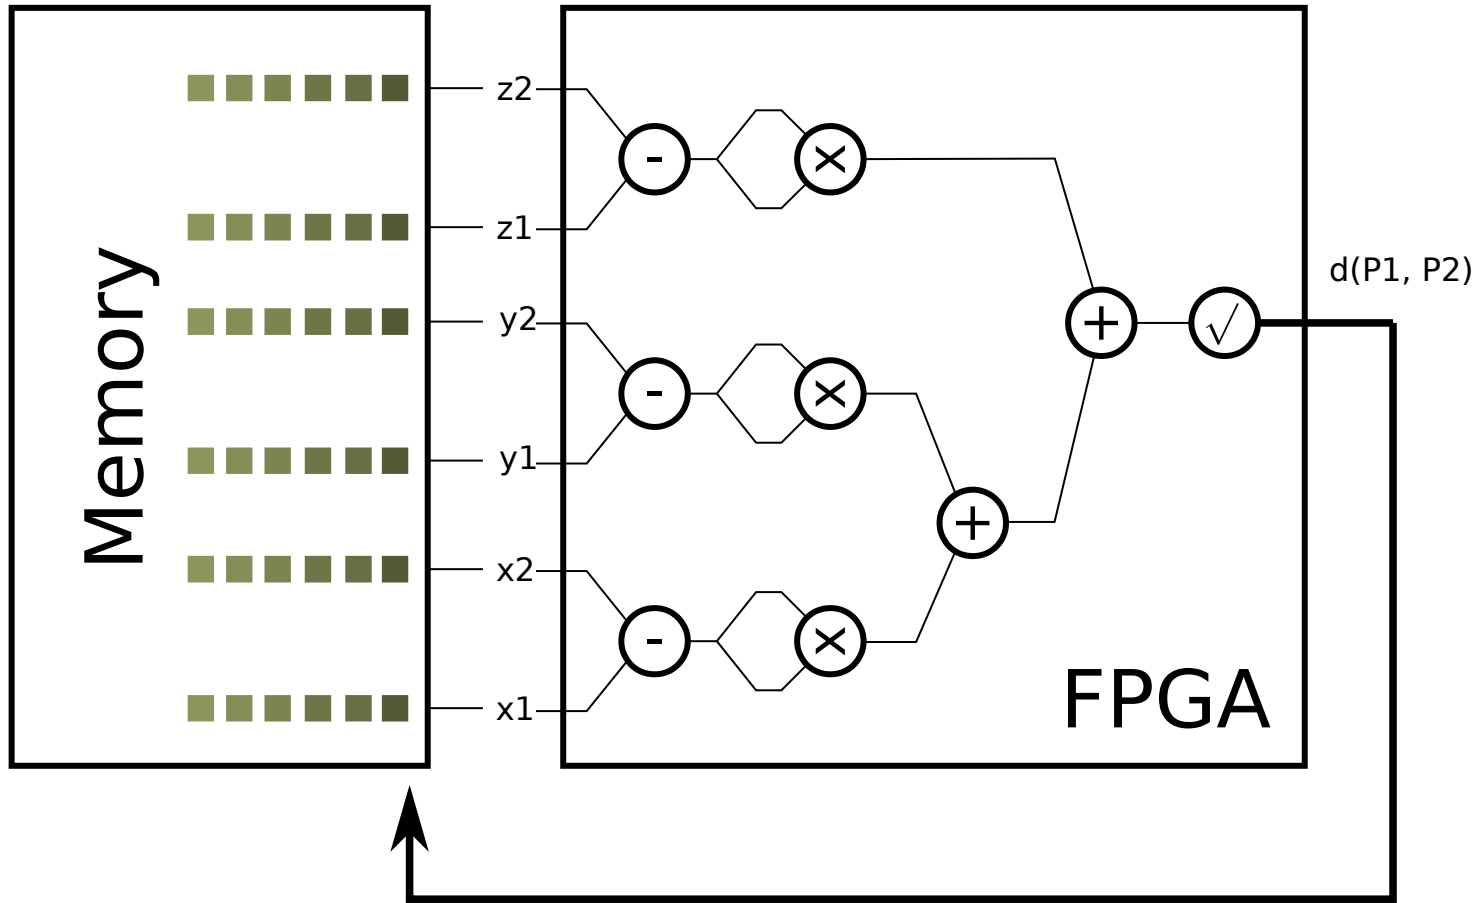 Memory
z2
z1
y2
y1
x2
x1
-
×
-
×
-
×
+
+
√
d(P1, P2)
FPGA